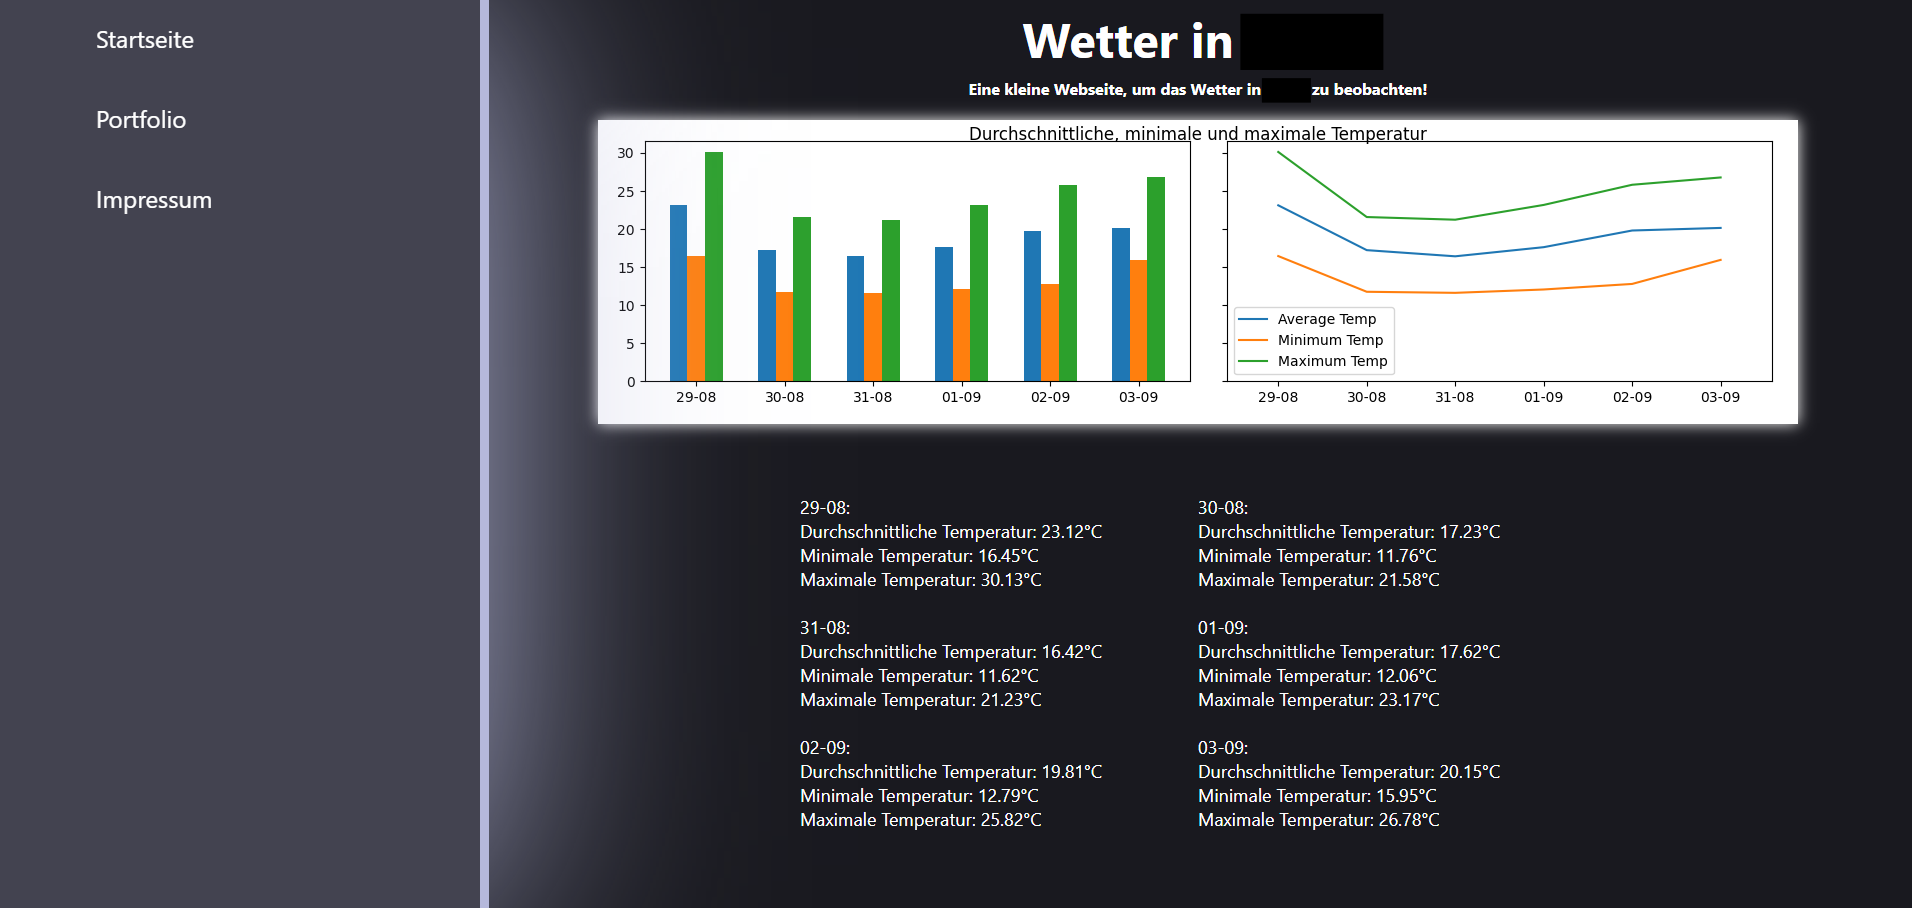 Startseite
Portfolio
Impressum
Wetter in
Eine kleine Webseite, um das Wetter in zu beobachten!
Durchschnittliche, minimale und maximale Temperatur
30
25
20
15
10
5
0
29-08 30-08 31-08 01-09 02-09 03-09
Average Temp
Minimum Temp
Maximum Temp
29-08 30-08 31-08 01-09 02-09 03-09
29-08:
Durchschnittliche Temperatur: 23.12°C
Minimale Temperatur: 16.45°C
Maximale Temperatur: 30.13°C
30-08:
Durchschnittliche Temperatur: 17.23°C
Minimale Temperatur: 11.76°C
Maximale Temperatur: 21.58°C
31-08:
Durchschnittliche Temperatur: 16.42°C
Minimale Temperatur: 11.62°C
Maximale Temperatur: 21.23°C
01-09:
Durchschnittliche Temperatur: 17.62°C
Minimale Temperatur: 12.06°C
Maximale Temperatur: 23.17°C
02-09:
Durchschnittliche Temperatur: 19.81°C
Minimale Temperatur: 12.79°C
Maximale Temperatur: 25.82°C
03-09:
Durchschnittliche Temperatur: 20.15°C
Minimale Temperatur: 15.95°C
Maximale Temperatur: 26.78°C